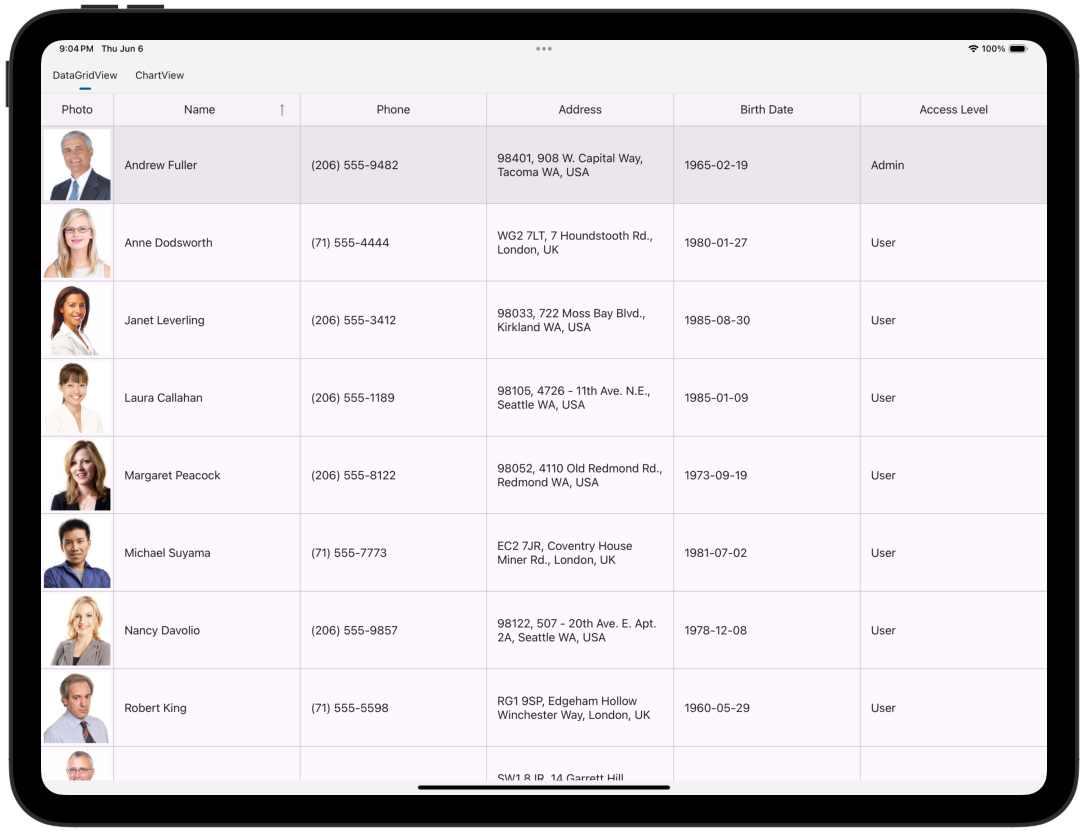 9:04 PM Thu Jun 6
100%
DataGridView ChartView
Photo Name Phone Address Birth Date Access Level
Andrew Fuller (206) 555-9482 98401, 908 W. Capital Way,
Tacoma WA, USA 1965-02-19 Admin
Anne Dodsworth (71) 555-4444 WG2 7LT, 7 Houndstooth Rd.,
London, UK 1980-01-27 User
Janet Leverling (206) 555-3412 98033, 722 Moss Bay Blvd.,
Kirkland WA, USA 1985-08-30 User
Laura Callahan (206) 555-1189 98105, 4726 - 11th Ave. N.E.,
Seattle WA, USA 1985-01-09 User
Margaret Peacock (206) 555-8122 98052, 4110 Old Redmond Rd.,
Redmond WA, USA 1973-09-19 User
Michael Suyama (71) 555-7773 EC2 7JR, Coventry House
Miner Rd., London, UK 1981-07-02 User
Nancy Davolio (206) 555-9857 98122, 507 - 20th Ave. E. Apt.
2A, Seattle WA, USA 1978-12-08 User
Robert King (71) 555-5598 RG1 9SP, Edgeham Hollow
Winchester Way, London, UK 1960-05-29 User
SW1 8JR, 14 Garrett Hill